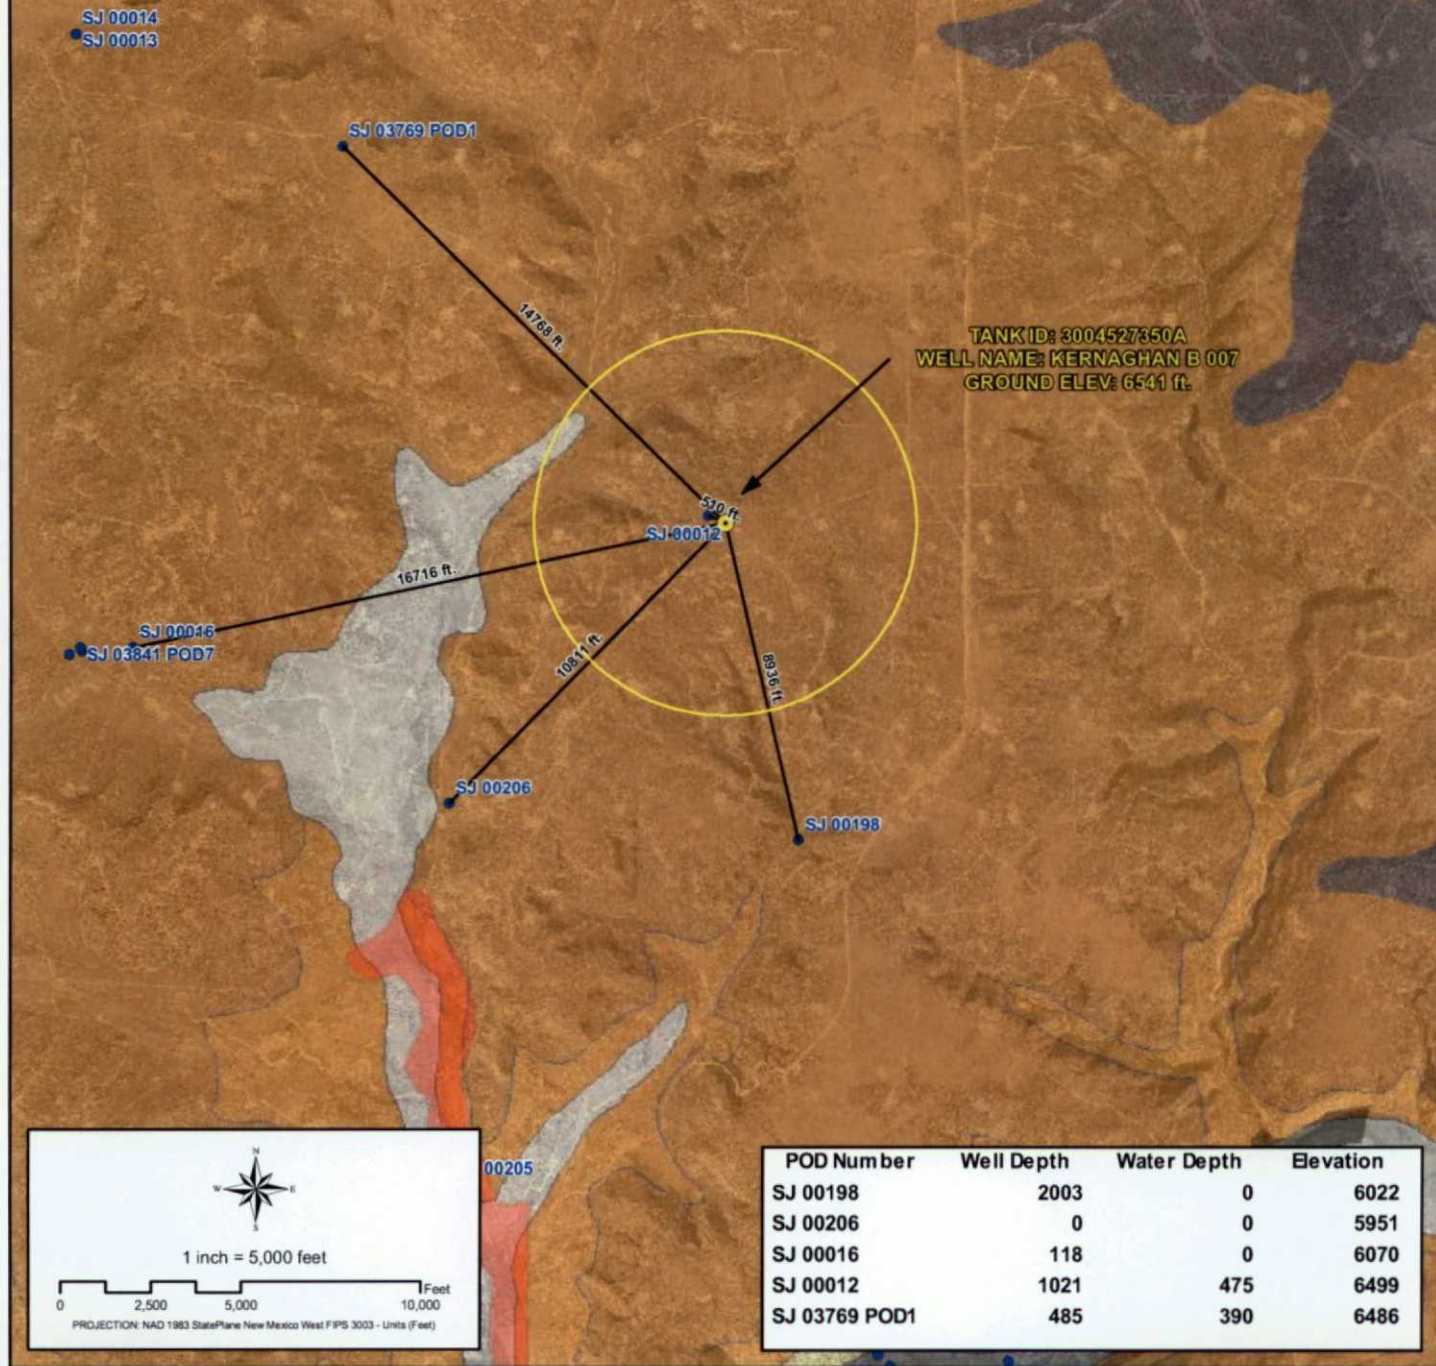 SJ 00014
SJ 00013
SJ 03769 POD1
14768 ft.
TANK ID: 3004527350A
WELL NAME: KERNAGHAN B 007
GROUND ELEV: 6541 ft.
510 ft.
SJ 00012
16716 ft.
SJ 00016
SJ 03841 POD7
10811 ft.
8936 ft.
SJ 00206
SJ 00198
00205
N
W E
S
1 inch = 5,000 feet
Feet
0 2,500 5,000 10,000
PROJECTION: NAD 1983 StatePlane New Mexico West FIPS 3003 - Units (Feet)
POD Number Well Depth Water Depth Elevation
SJ 00198 2003 0 6022
SJ 00206 0 0 5951
SJ 00016 118 0 6070
SJ 00012 1021 475 6499
SJ 03769 POD1 485 390 6486